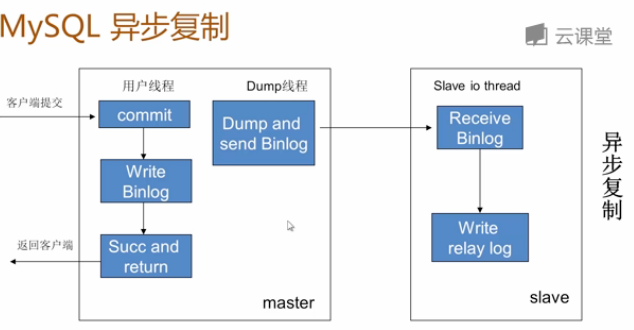 MySQL 异步复制
云课堂
用户线程
Dump线程
Slave io thread
客户端提交
commit
Dump and
send Binlog
Receive
Binlog
Write
Binlog
异步复制
返回客户端
Succ and
return
Write
relay log
master
slave